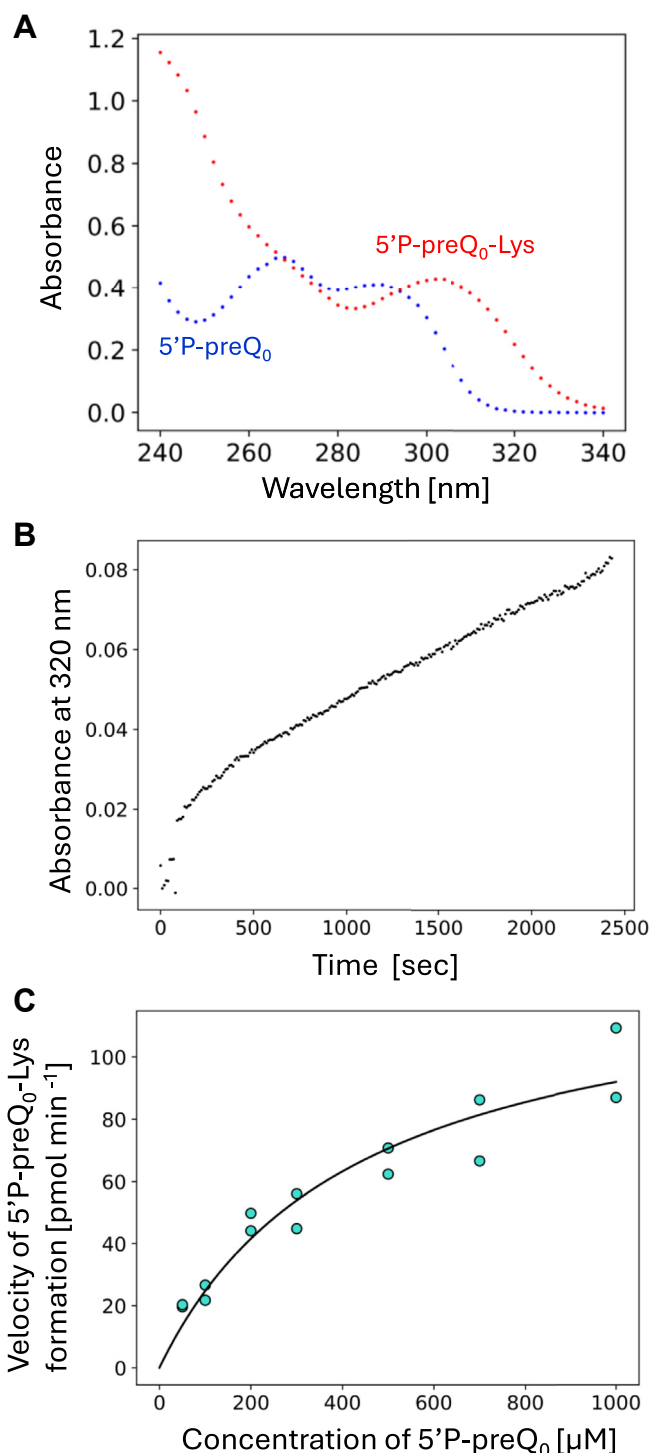 A
1.2
1.0
0.8
0.6
0.4
0.2
0.0
Absorbance
5'P-preQ₀-Lys
5'P-preQ₀
240 260 280 300 320 340
Wavelength [nm]
B
0.08
0.06
0.04
0.02
0.00
Absorbance at 320 nm
0 500 1000 1500 2000 2500
Time [sec]
C
100
80
60
40
20
0
Velocity of 5'P-preQ₀-Lys
formation [pmol min ⁻¹]
0 200 400 600 800 1000
Concentration of 5'P-preQ₀ [µM]